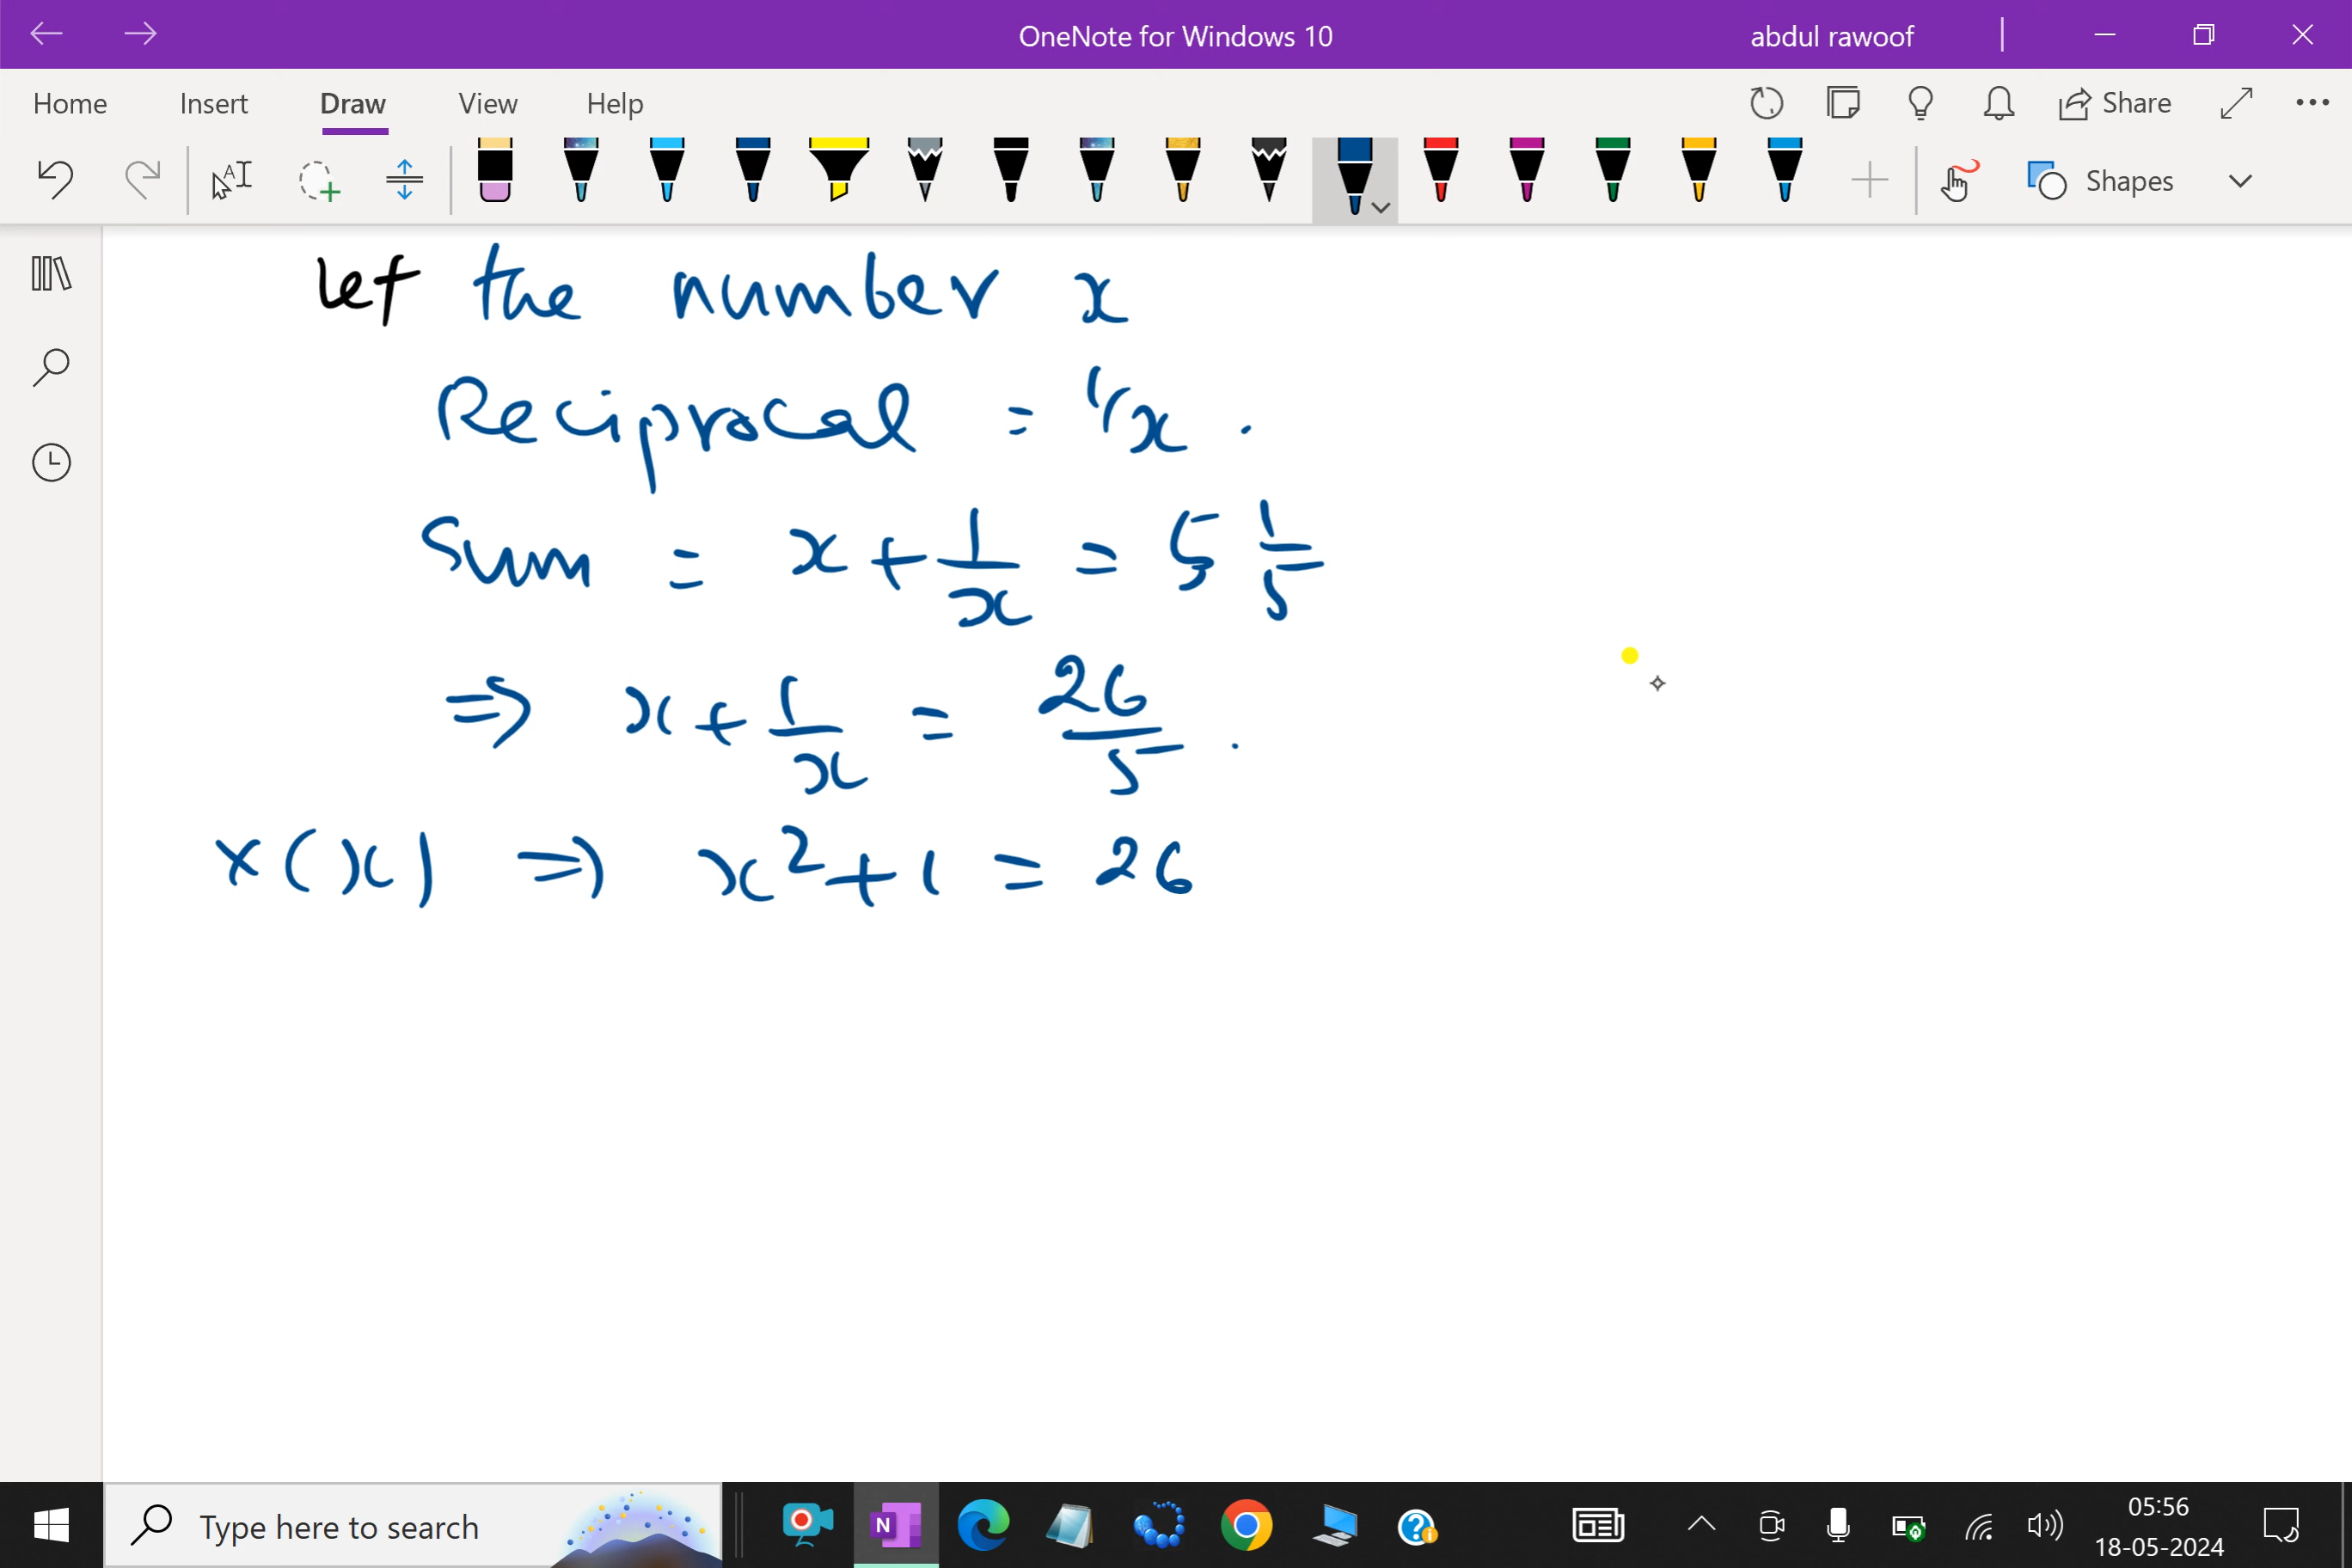 OneNote for Windows 10 abdul rawoof
Home Insert Draw View Help Share
Shapes
let the number x
Reciprocal = 1/x .
Sum = x + 1/x = 5 1/5
⇒ x + 1/x = 26/5 .
x(x) ⇒ x² + 1 = 26
Type here to search
05:56
18-05-2024